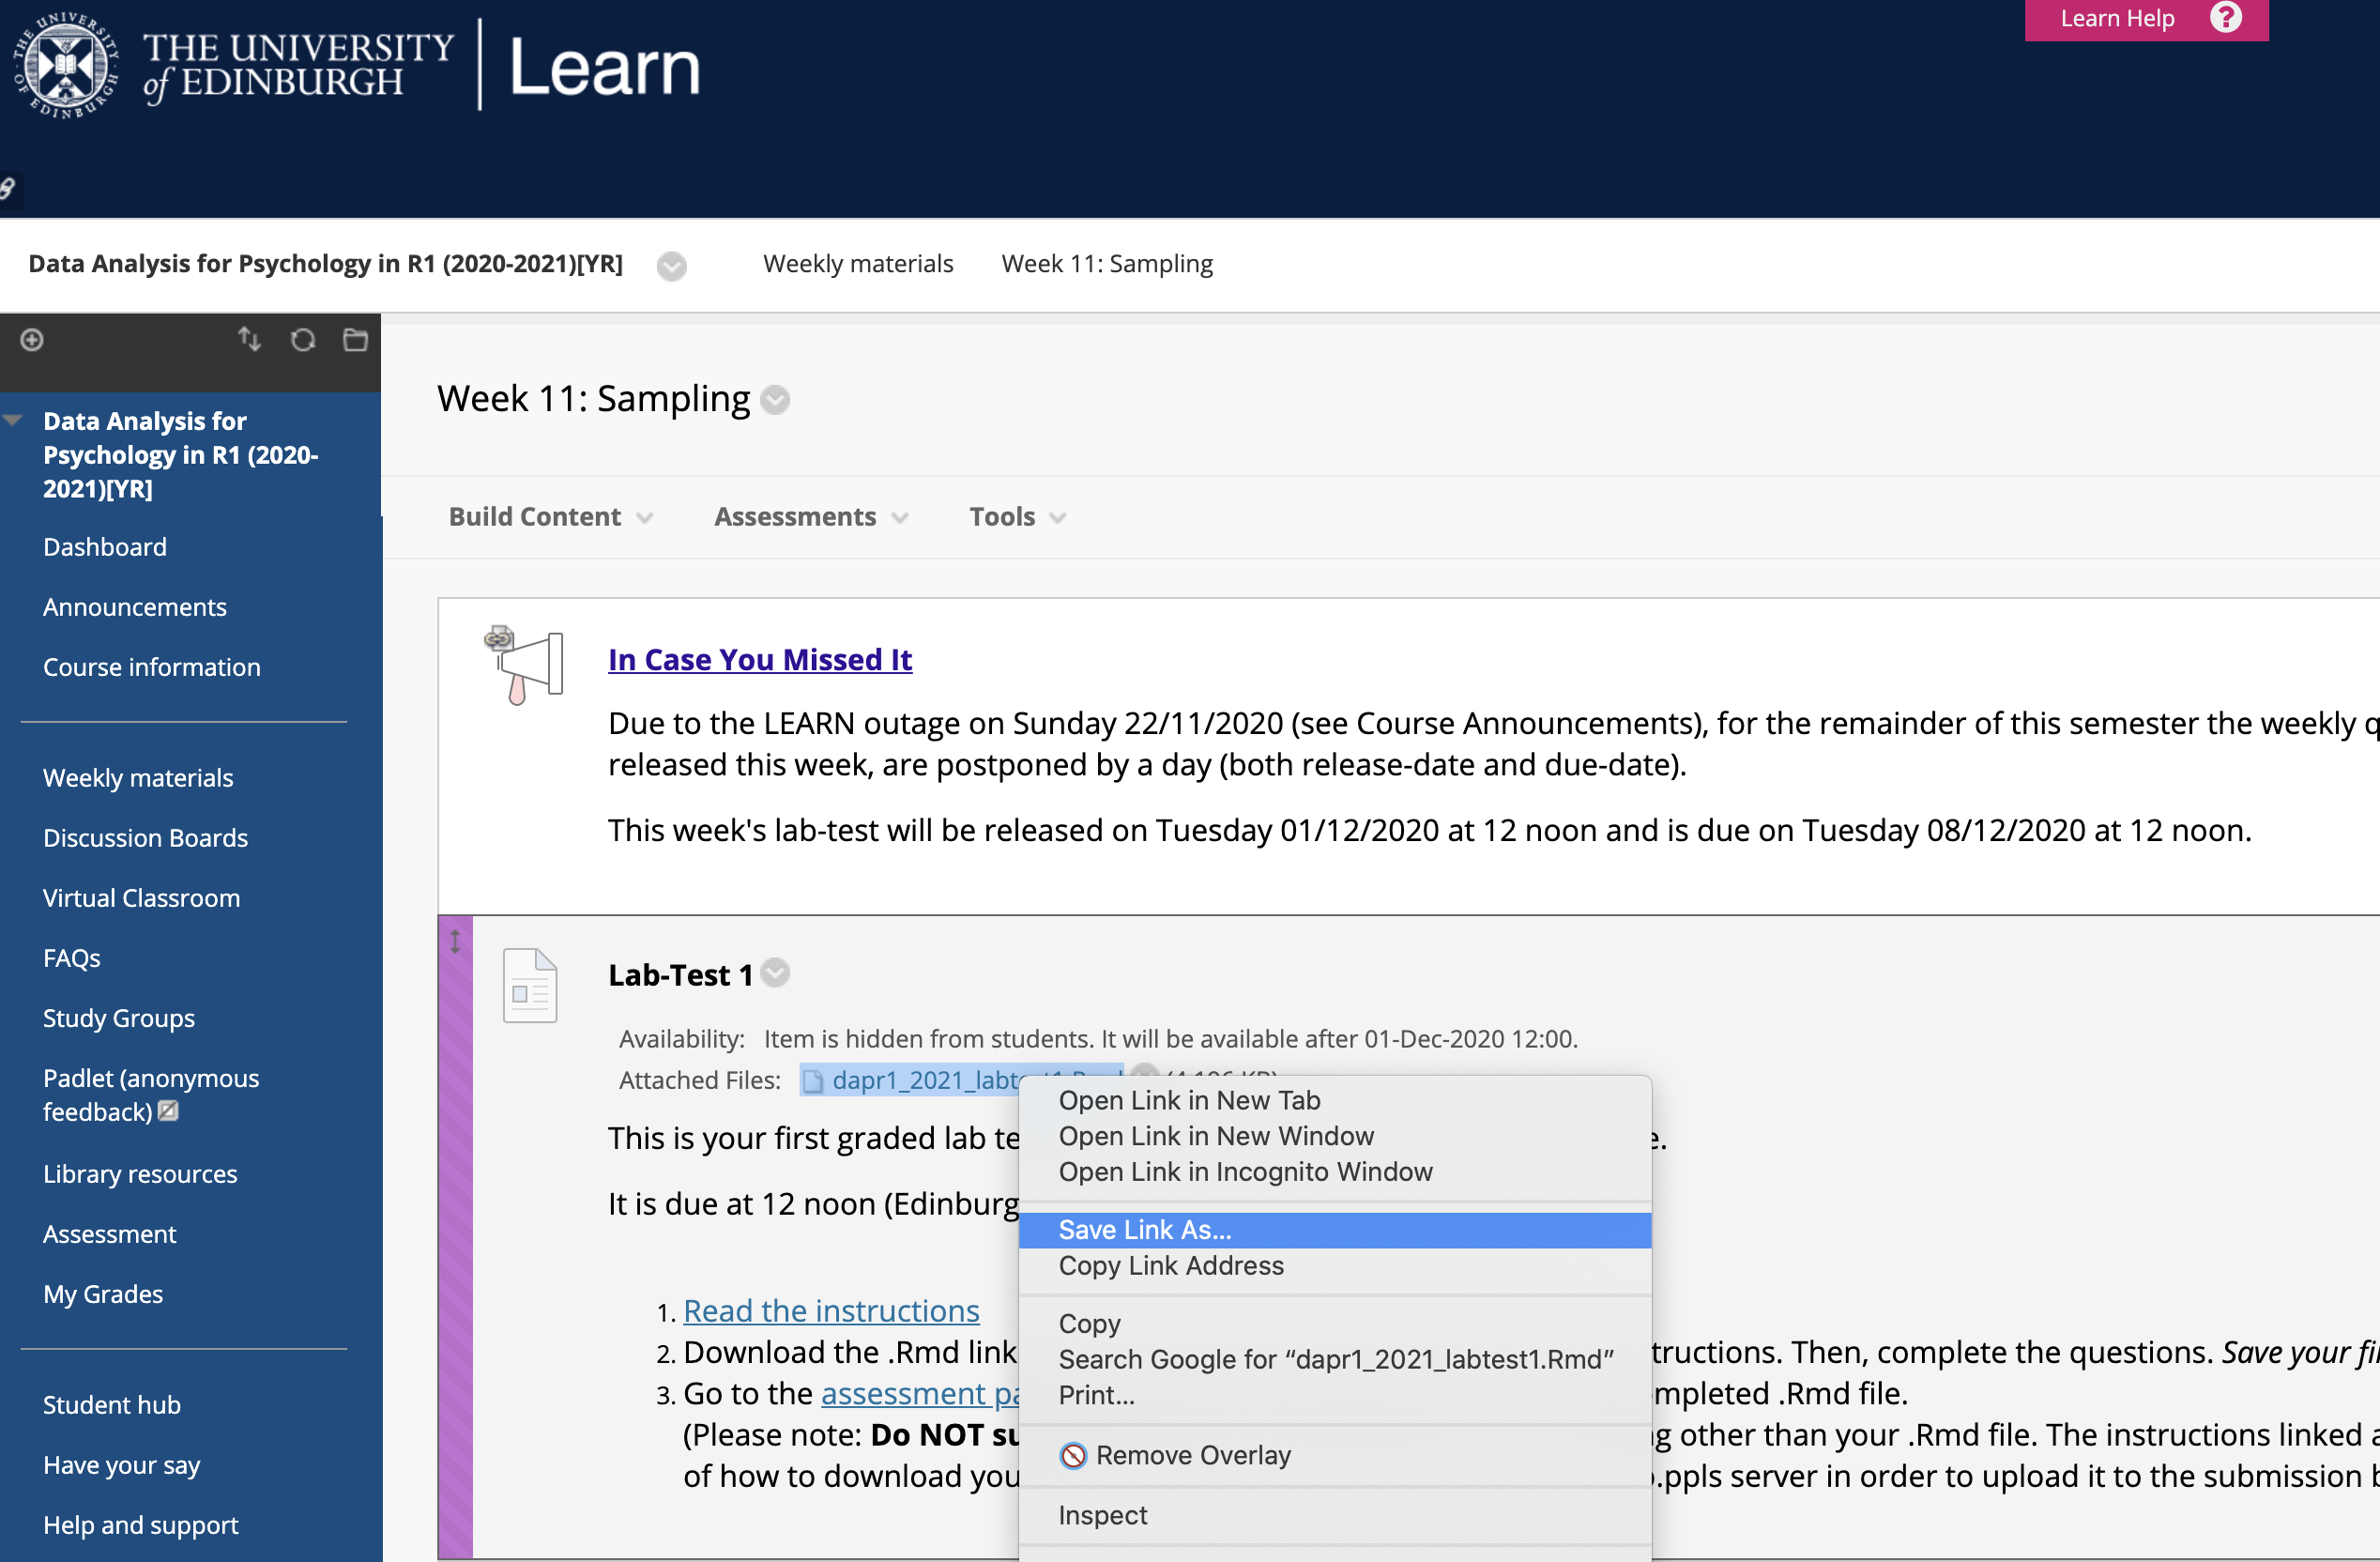 THE UNIVERSITY
of EDINBURGH
Learn
THE UNIVERSITY OF EDINBURGH
Learn Help ?
Data Analysis for Psychology in R1 (2020-2021)[YR] Weekly materials Week 11: Sampling
Data Analysis for
Psychology in R1 (2020-
2021)[YR]
Dashboard
Announcements
Course information
Weekly materials
Discussion Boards
Virtual Classroom
FAQs
Study Groups
Padlet (anonymous
feedback)
Library resources
Assessment
My Grades
Student hub
Have your say
Help and support
Week 11: Sampling
Build Content Assessments Tools
In Case You Missed It
Due to the LEARN outage on Sunday 22/11/2020 (see Course Announcements), for the remainder of this semester the weekly
released this week, are postponed by a day (both release-date and due-date).
This week's lab-test will be released on Tuesday 01/12/2020 at 12 noon and is due on Tuesday 08/12/2020 at 12 noon.
Lab-Test 1
Availability: Item is hidden from students. It will be available after 01-Dec-2020 12:00.
Attached Files: dapr1_2021_labt
This is your first graded lab te
It is due at 12 noon (Edinburg
1. Read the instructions
2. Download the .Rmd link tructions. Then, complete the questions. Save your fi
3. Go to the assessment pa mpleted .Rmd file.
(Please note: Do NOT su g other than your .Rmd file. The instructions linked
of how to download you .ppls server in order to upload it to the submission
Open Link in New Tab
Open Link in New Window
Open Link in Incognito Window
Save Link As...
Copy Link Address
Copy
Search Google for “dapr1_2021_labtest1.Rmd”
Print...
Remove Overlay
Inspect